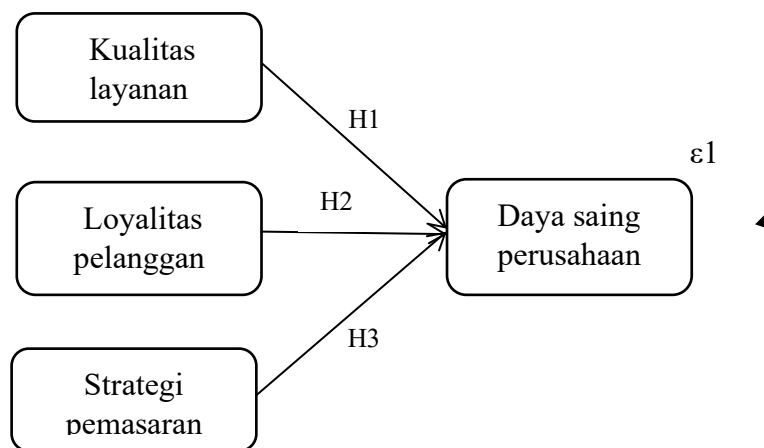 Kualitas
layanan
H1
ε1
H2
Loyalitas
pelanggan
Daya saing
perusahaan
H3
Strategi
pemasaran